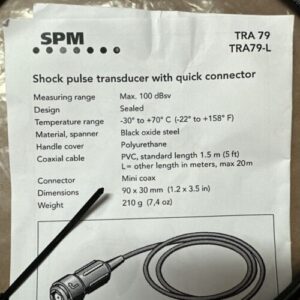 SPM
TRA 79
TRA79-L
Shock pulse transducer with quick connector
Measuring range Max. 100 dBsv
Design Sealed
Temperature range -30° to +70° C (-22° to +158° F)
Material, spanner Black oxide steel
Handle cover Polyurethane
Coaxial cable PVC, standard length 1.5 m (5 ft)
L= other length in meters, max 20m
Connector Mini coax
Dimensions 90 x 30 mm (1.2 x 3.5 in)
Weight 210 g (7,4 oz)